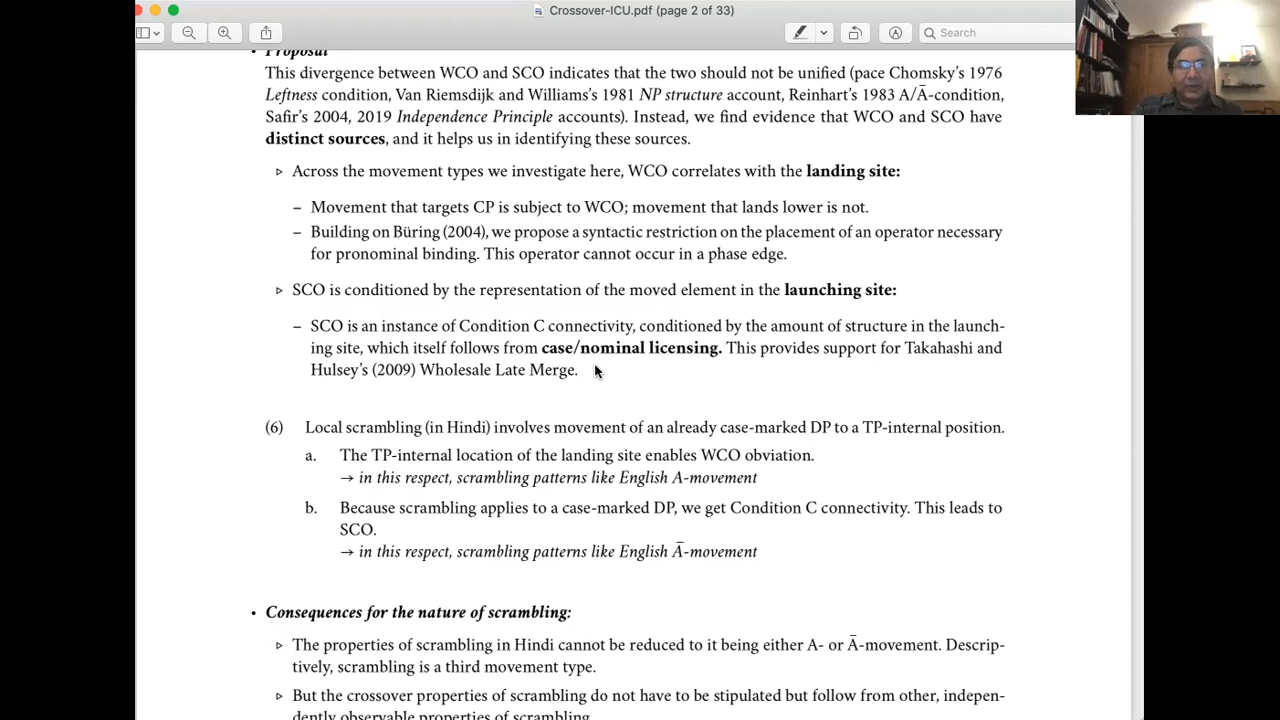 Crossover-ICU.pdf (page 2 of 33)
Search
• Proposal
This divergence between WCO and SCO indicates that the two should not be unified (pace Chomsky's 1976
Leftness condition, Van Riemsdijk and Williams's 1981 NP structure account, Reinhart's 1983 A/Ā-condition,
Safir's 2004, 2019 Independence Principle accounts). Instead, we find evidence that WCO and SCO have
distinct sources, and it helps us in identifying these sources.
▹ Across the movement types we investigate here, WCO correlates with the landing site:
– Movement that targets CP is subject to WCO; movement that lands lower is not.
– Building on Büring (2004), we propose a syntactic restriction on the placement of an operator necessary
for pronominal binding. This operator cannot occur in a phase edge.
▹ SCO is conditioned by the representation of the moved element in the launching site:
– SCO is an instance of Condition C connectivity, conditioned by the amount of structure in the launch-
ing site, which itself follows from case/nominal licensing. This provides support for Takahashi and
Hulsey's (2009) Wholesale Late Merge.
(6) Local scrambling (in Hindi) involves movement of an already case-marked DP to a TP-internal position.
a. The TP-internal location of the landing site enables WCO obviation.
→ in this respect, scrambling patterns like English A-movement
b. Because scrambling applies to a case-marked DP, we get Condition C connectivity. This leads to
SCO.
→ in this respect, scrambling patterns like English Ā-movement
• Consequences for the nature of scrambling:
▹ The properties of scrambling in Hindi cannot be reduced to it being either A- or Ā-movement. Descrip-
tively, scrambling is a third movement type.
▹ But the crossover properties of scrambling do not have to be stipulated but follow from other, indepen-
dently observable properties of scrambling.